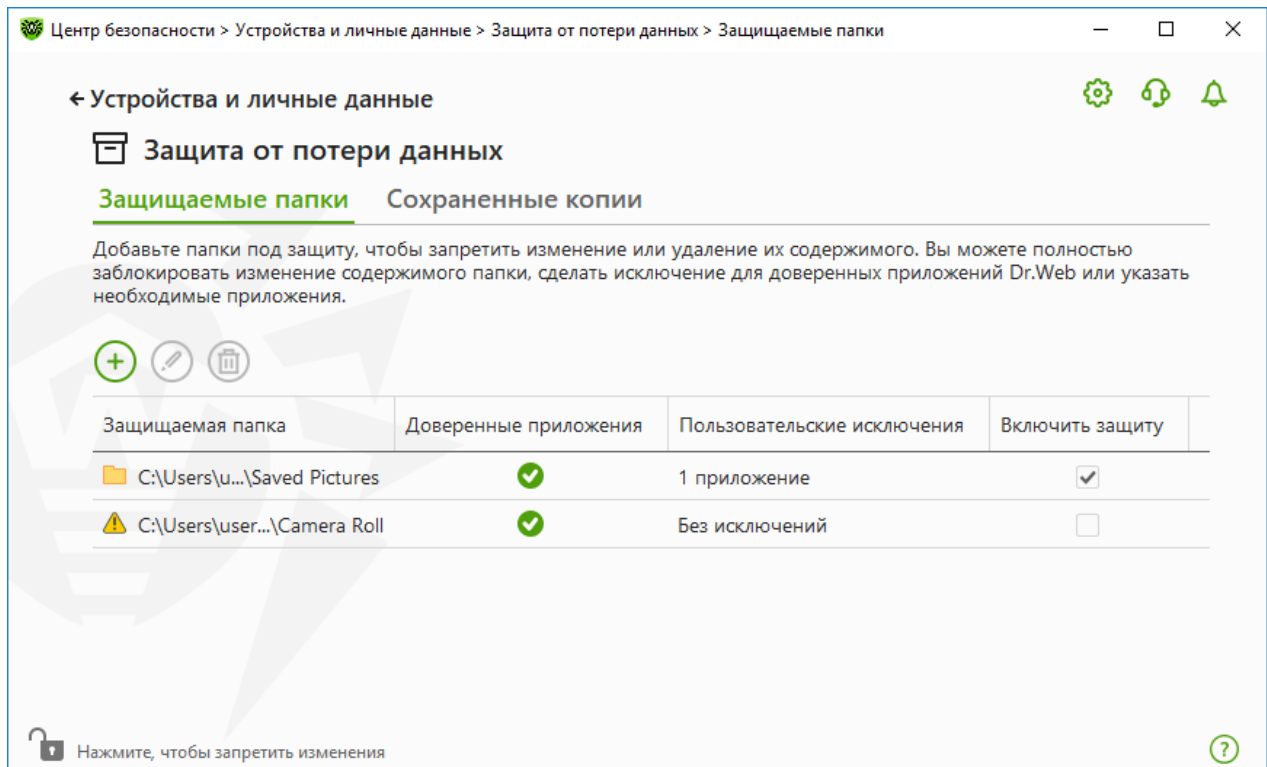 Центр безопасности > Устройства и личные данные > Защита от потери данных > Защищаемые папки
Устройства и личные данные
Защита от потери данных
Защищаемые папки Сохраненные копии
Добавьте папки под защиту, чтобы запретить изменение или удаление их содержимого. Вы можете полностью
заблокировать изменение содержимого папки, сделать исключение для доверенных приложений Dr.Web или указать
необходимые приложения.
Защищаемая папка Доверенные приложения Пользовательские исключения Включить защиту
C:\Users\u...\Saved Pictures 1 приложение
C:\Users\user...\Camera Roll Без исключений
Нажмите, чтобы запретить изменения